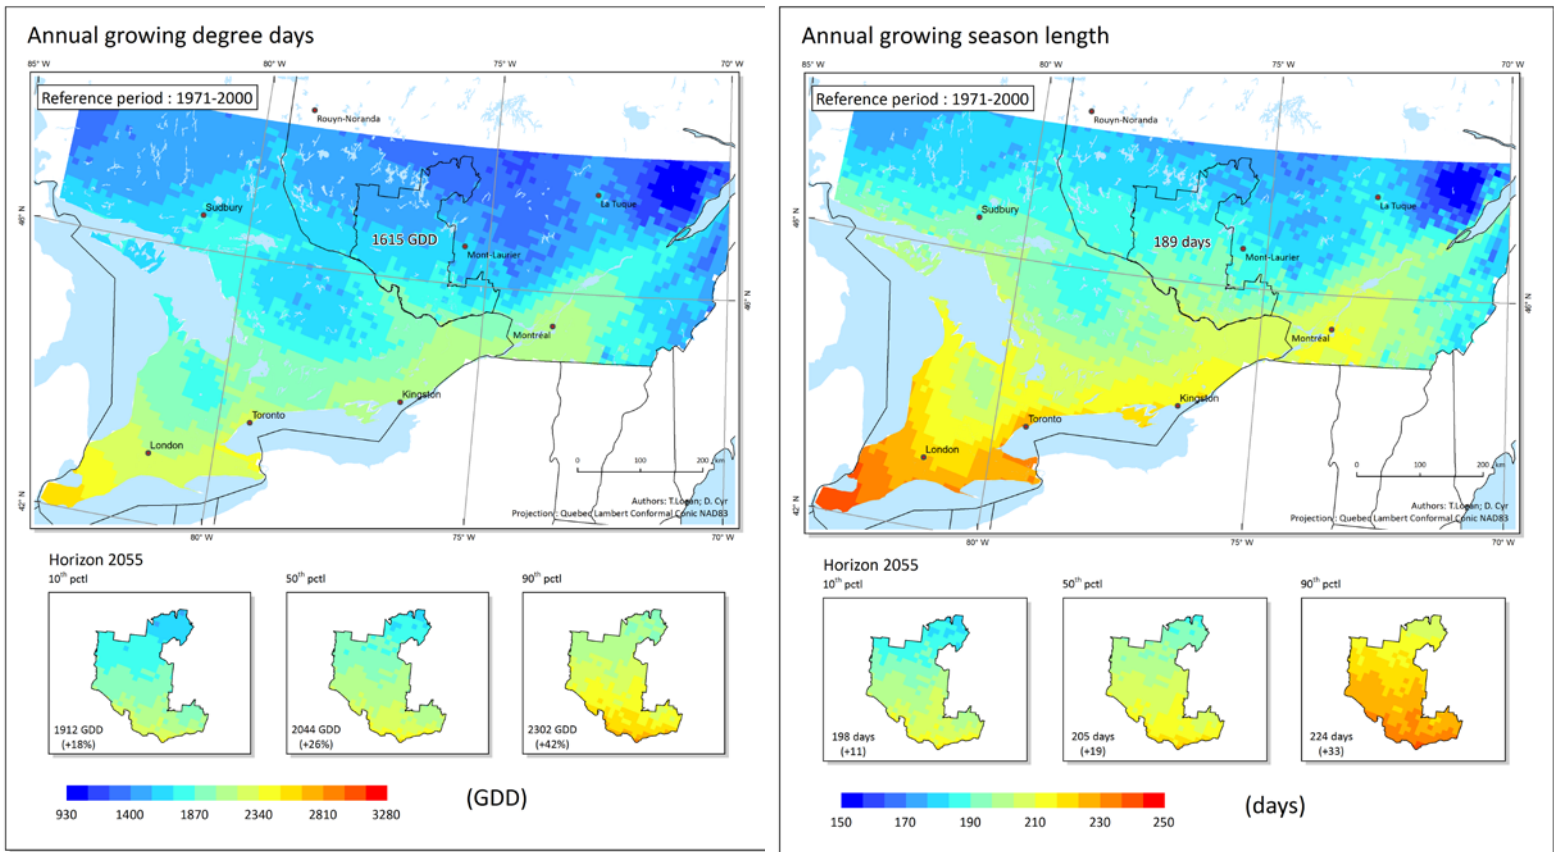 Annual growing degree days
85° W
80° W
75° W
70° W
Reference period : 1971-2000
Rouyn-Noranda
La Tuque
46° N
Sudbury
1615 GDD
Mont-Laurier
46° N
Montréal
Kingston
Toronto
London
0 100 200 km
42° N
Authors: T.Logan; D. Cyr
Projection : Quebec Lambert Conformal Conic NAD83
80° W
75° W
70° W
Horizon 2055
10th pctl
50th pctl
90th pctl
1912 GDD
(+18%)
2044 GDD
(+26%)
2302 GDD
(+42%)
930 1400 1870 2340 2810 3280
(GDD)
Annual growing season length
85° W
80° W
75° W
70° W
Reference period : 1971-2000
Rouyn-Noranda
La Tuque
46° N
Sudbury
189 days
Mont-Laurier
46° N
Montréal
Kingston
Toronto
London
0 100 200 km
42° N
Authors: T.Logan; D. Cyr
Projection : Quebec Lambert Conformal Conic NAD83
80° W
75° W
70° W
Horizon 2055
10th pctl
50th pctl
90th pctl
198 days
(+11)
205 days
(+19)
224 days
(+33)
150 170 190 210 230 250
(days)